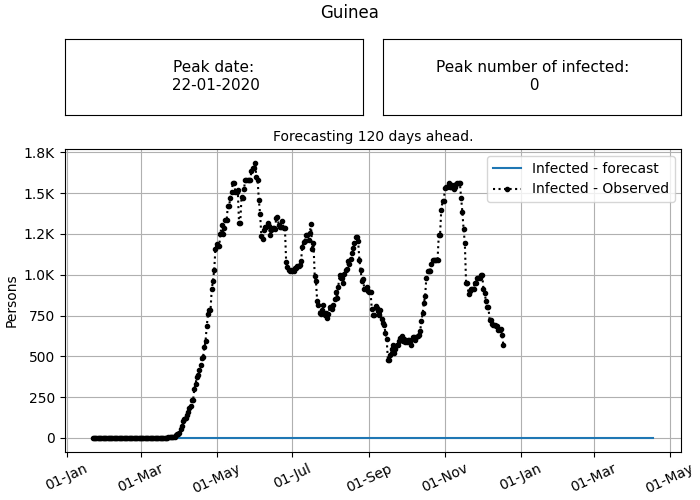 Guinea
Peak date:
22-01-2020
Peak number of infected:
0
Forecasting 120 days ahead.
Infected - forecast
Infected - Observed
Persons
1.8K
1.5K
1.2K
1.0K
750
500
250
0
01-Jan
01-Mar
01-May
01-Jul
01-Sep
01-Nov
01-Jan
01-Mar
01-May